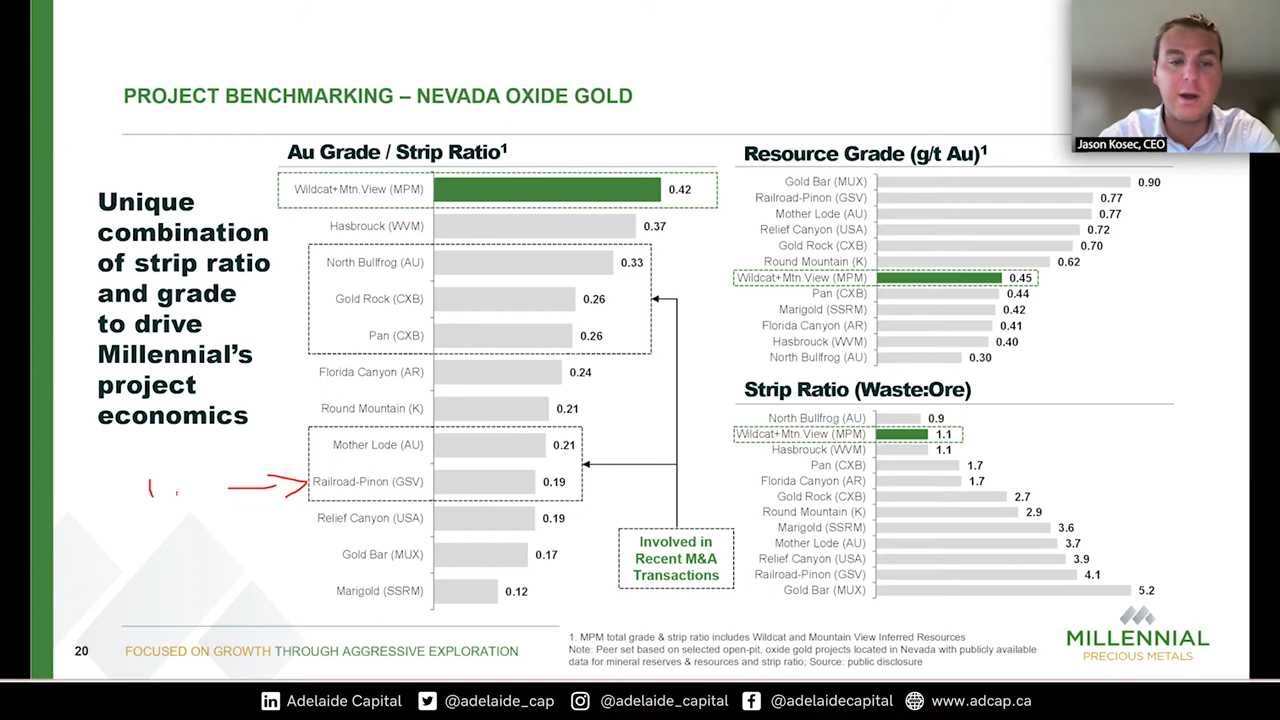 PROJECT BENCHMARKING – NEVADA OXIDE GOLD
Jason Kosec, CEO
Unique
combination
of strip ratio
and grade
to drive
Millennial's
project
economics
Au Grade / Strip Ratio¹
Wildcat+Mtn.View (MPM) 0.42
Hasbrouck (WVM) 0.37
North Bullfrog (AU) 0.33
Gold Rock (CXB) 0.26
Pan (CXB) 0.26
Florida Canyon (AR) 0.24
Round Mountain (K) 0.21
Mother Lode (AU) 0.21
Railroad-Pinon (GSV) 0.19
Relief Canyon (USA) 0.19
Gold Bar (MUX) 0.17
Marigold (SSRM) 0.12
Involved in
Recent M&A
Transactions
Resource Grade (g/t Au)¹
Gold Bar (MUX) 0.90
Railroad-Pinon (GSV) 0.77
Mother Lode (AU) 0.77
Relief Canyon (USA) 0.72
Gold Rock (CXB) 0.70
Round Mountain (K) 0.62
Wildcat+Mtn.View (MPM) 0.45
Pan (CXB) 0.44
Marigold (SSRM) 0.42
Florida Canyon (AR) 0.41
Hasbrouck (WVM) 0.40
North Bullfrog (AU) 0.30
Strip Ratio (Waste:Ore)
North Bullfrog (AU) 0.9
Wildcat+Mtn.View (MPM) 1.1
Hasbrouck (WVM) 1.1
Pan (CXB) 1.7
Florida Canyon (AR) 1.7
Gold Rock (CXB) 2.7
Round Mountain (K) 2.9
Marigold (SSRM) 3.6
Mother Lode (AU) 3.7
Relief Canyon (USA) 3.9
Railroad-Pinon (GSV) 4.1
Gold Bar (MUX) 5.2
20 FOCUSED ON GROWTH THROUGH AGGRESSIVE EXPLORATION
1. MPM total grade & strip ratio includes Wildcat and Mountain View Inferred Resources
Note: Peer set based on selected open-pit, oxide gold projects located in Nevada with publicly available
data for mineral reserves & resources and strip ratio; Source: public disclosure
MILLENNIAL
PRECIOUS METALS
Adelaide Capital @adelaide_cap @adelaide_capital @adelaidecapital www.adcap.ca